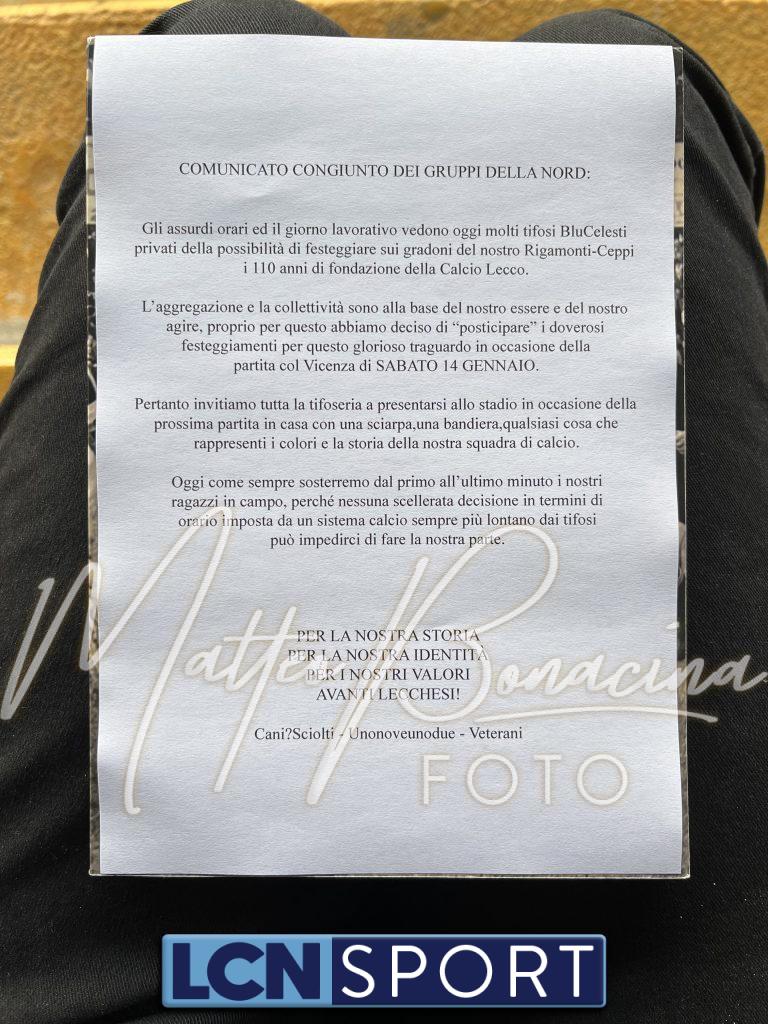 COMUNICATO CONGIUNTO DEI GRUPPI DELLA NORD:
Gli assurdi orari ed il giorno lavorativo vedono oggi molti tifosi BluCelesti
privati della possibilità di festeggiare sui gradoni del nostro Rigamonti-Ceppi
i 110 anni di fondazione della Calcio Lecco.
L'aggregazione e la collettività sono alla base del nostro essere e del nostro
agire, proprio per questo abbiamo deciso di “posticipare” i doverosi
festeggiamenti per questo glorioso traguardo in occasione della
partita col Vicenza di SABATO 14 GENNAIO.
Pertanto invitiamo tutta la tifoseria a presentarsi allo stadio in occasione della
prossima partita in casa con una sciarpa,una bandiera,qualsiasi cosa che
rappresenti i colori e la storia della nostra squadra di calcio.
Oggi come sempre sosterremo dal primo all'ultimo minuto i nostri
ragazzi in campo, perché nessuna scellerata decisione in termini di
orario imposta da un sistema calcio sempre più lontano dai tifosi
può impedirci di fare la nostra parte.
PER LA NOSTRA STORIA
PER LA NOSTRA IDENTITÀ
PER I NOSTRI VALORI
AVANTI LECCHESI!
Cani?Sciolti - Unonoveunodue - Veterani
Matteo Bonacina
FOTO
LCN SPORT